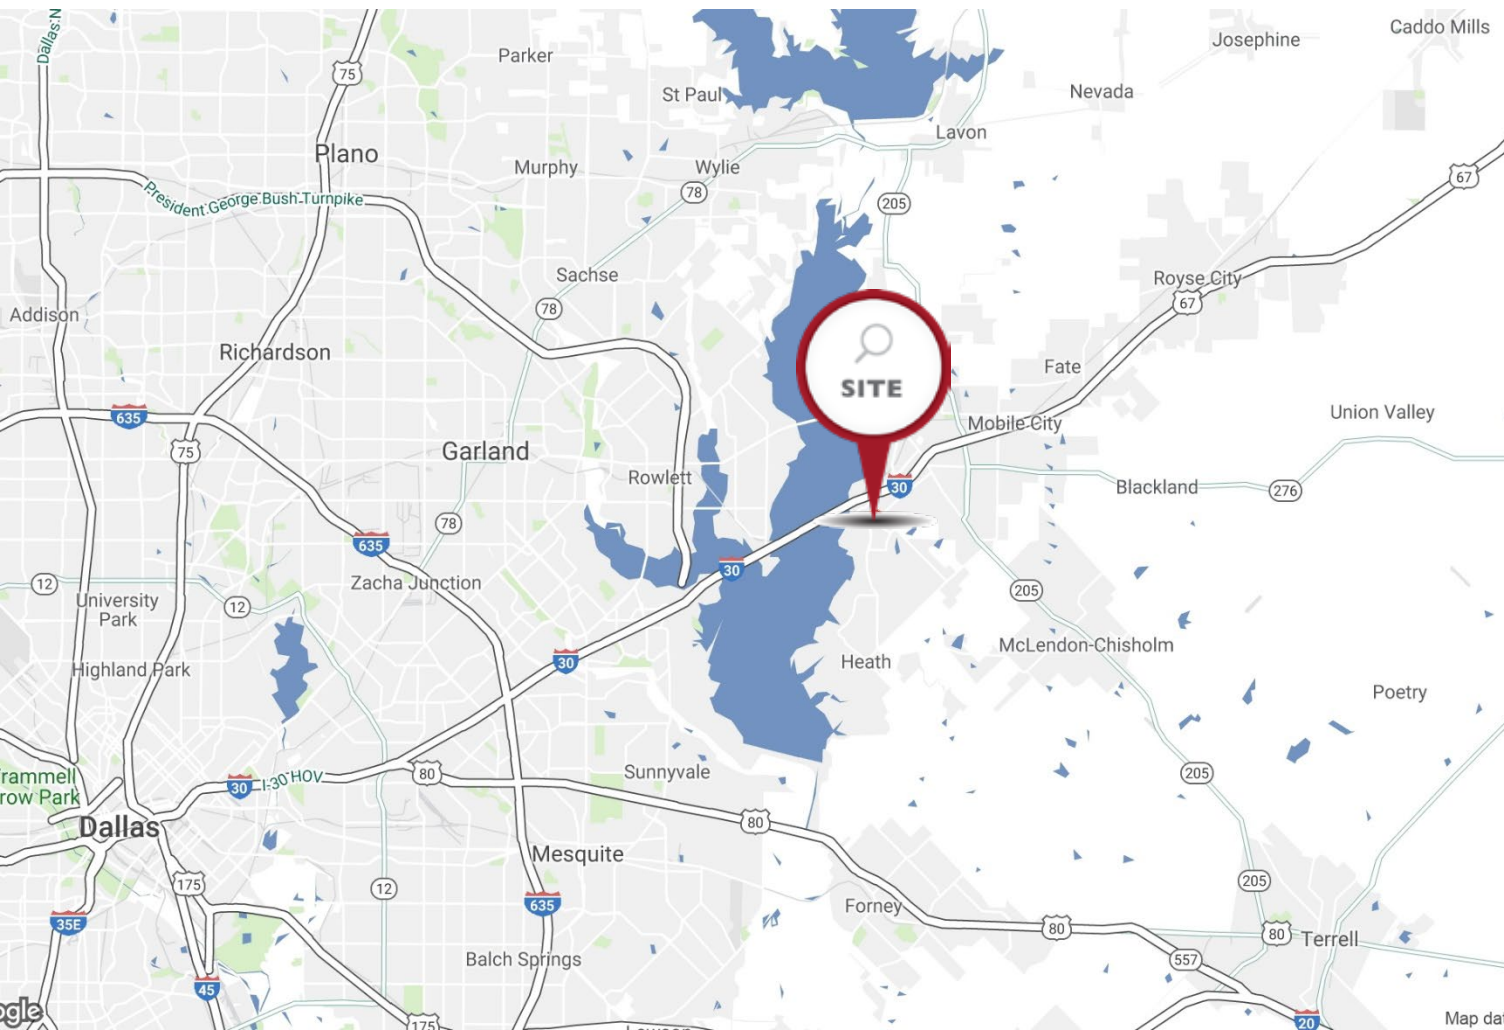 Caddo Mills
Josephine
Dallas N
Parker
75
St Paul
Nevada
Lavon
Plano
Murphy
Wylie
67
President George Bush Turnpike
78
205
Sachse
Royse City
67
78
Addison
Richardson
Fate
SITE
635
Union Valley
Mobile City
75
Garland
Rowlett
30
Blackland
276
78
635
30
12
Zacha Junction
12
205
University
Park
McLendon-Chisholm
Highland Park
30
Heath
Poetry
rammell
row Park
30
I-30 HOV
80
Sunnyvale
205
Dallas
80
Mesquite
175
12
205
635
Forney
35E
80
80
Terrell
Balch Springs
557
45
ogle
175
20
Map dat